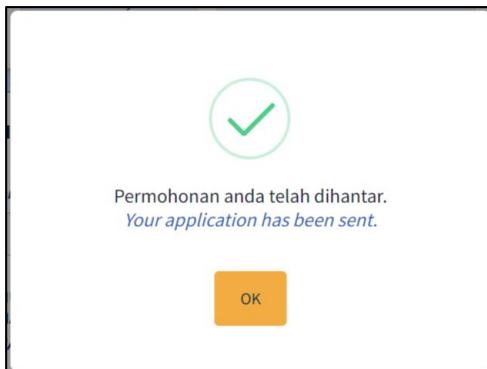 Permohonan anda telah dihantar.
Your application has been sent.
OK